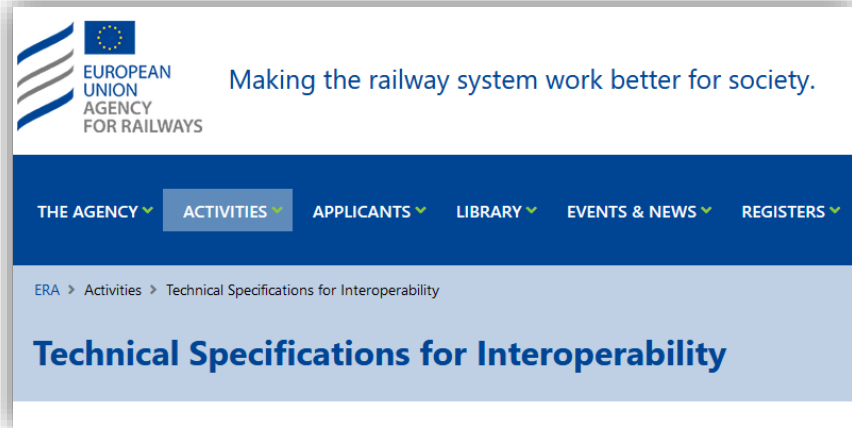 EUROPEAN
UNION
AGENCY
FOR RAILWAYS
Making the railway system work better for society.
THE AGENCY ACTIVITIES APPLICANTS LIBRARY EVENTS & NEWS REGISTERS
ERA > Activities > Technical Specifications for Interoperability
Technical Specifications for Interoperability